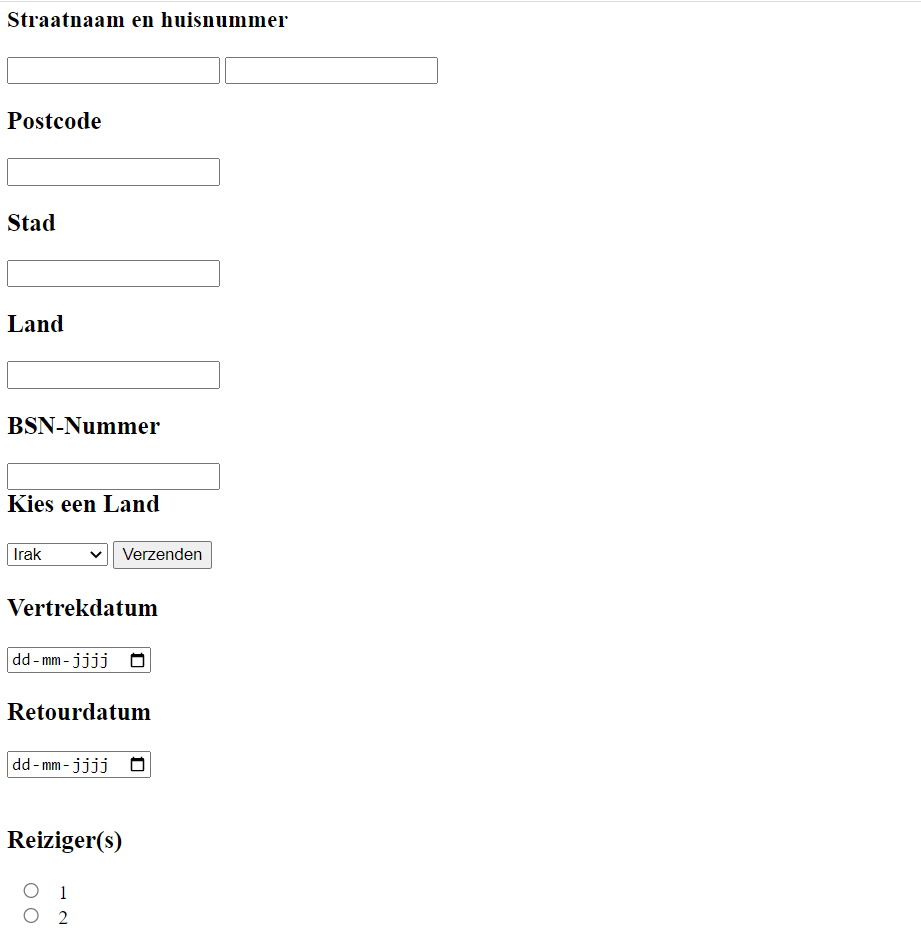 Straatnaam en huisnummer
Postcode
Stad
Land
BSN-Nummer
Kies een Land
Irak Verzenden
Vertrekdatum
dd-mm-jjjj
Retourdatum
dd-mm-jjjj
Reiziger(s)
1
2